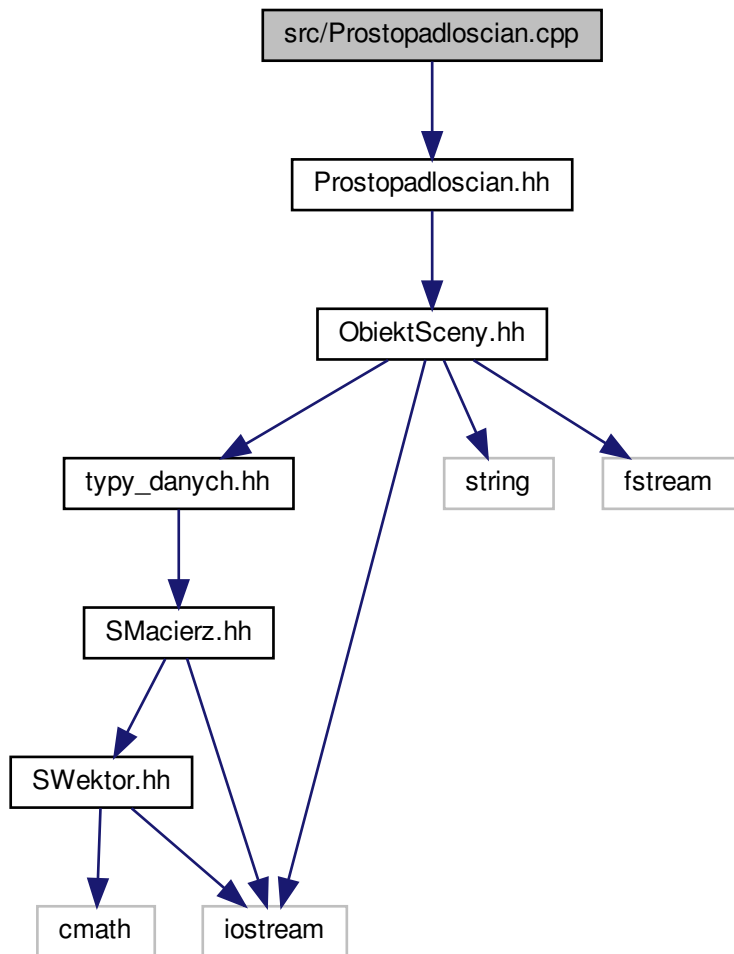 src/Prostopadloscian.cpp
Prostopadloscian.hh
ObiektSceny.hh
typy_danych.hh
string
fstream
SMacierz.hh
SWektor.hh
cmath
iostream